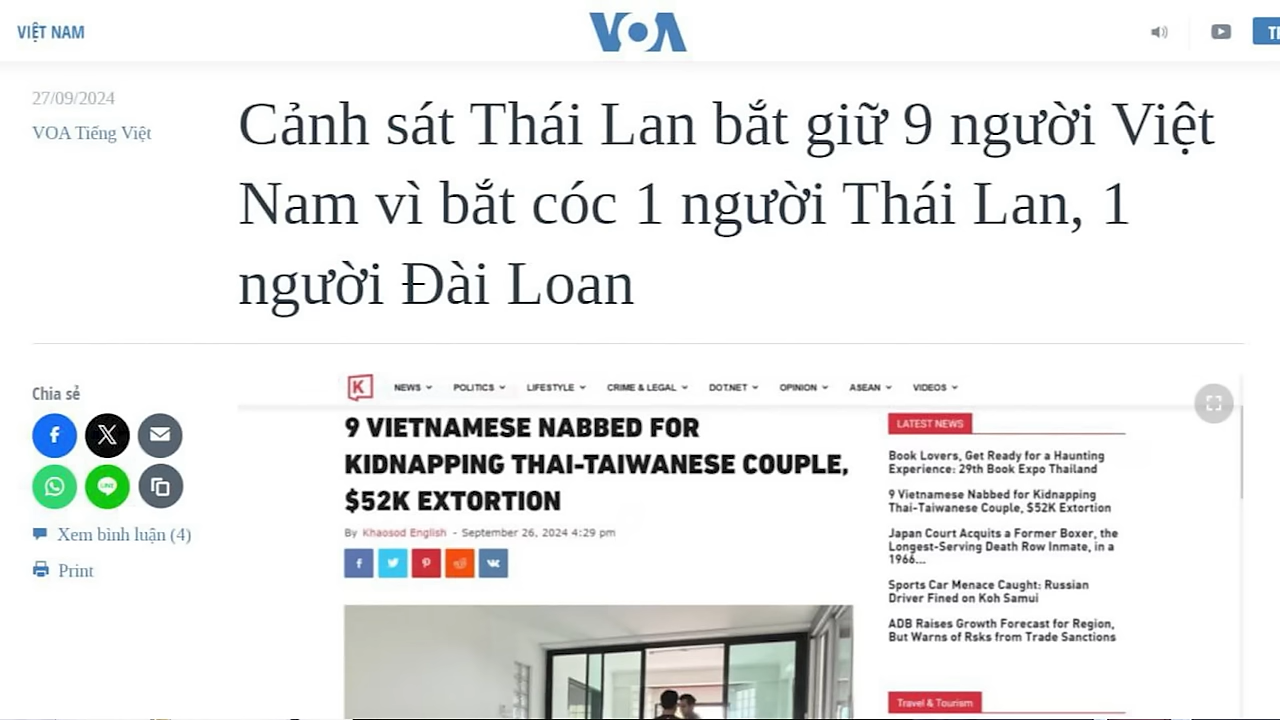 VIỆT NAM
VOA
27/09/2024
VOA Tiếng Việt
Cảnh sát Thái Lan bắt giữ 9 người Việt
Nam vì bắt cóc 1 người Thái Lan, 1
người Đài Loan
Chia sẻ
Xem bình luận (4)
Print
K NEWS POLITICS LIFESTYLE CRIME & LEGAL DOTNET OPINION ASEAN VIDEOS
9 VIETNAMESE NABBED FOR
KIDNAPPING THAI-TAIWANESE COUPLE,
$52K EXTORTION
By Khaosod English - September 26, 2024 4:29 pm
LATEST NEWS
Book Lovers, Get Ready for a Haunting
Experience: 29th Book Expo Thailand
9 Vietnamese Nabbed for Kidnapping
Thai-Taiwanese Couple, $52K Extortion
Japan Court Acquits a Former Boxer, the
Longest-Serving Death Row Inmate, in a
1966...
Sports Car Menace Caught: Russian
Driver Fined on Koh Samui
ADB Raises Growth Forecast for Region,
But Warns of Rsks from Trade Sanctions
Travel & Tourism